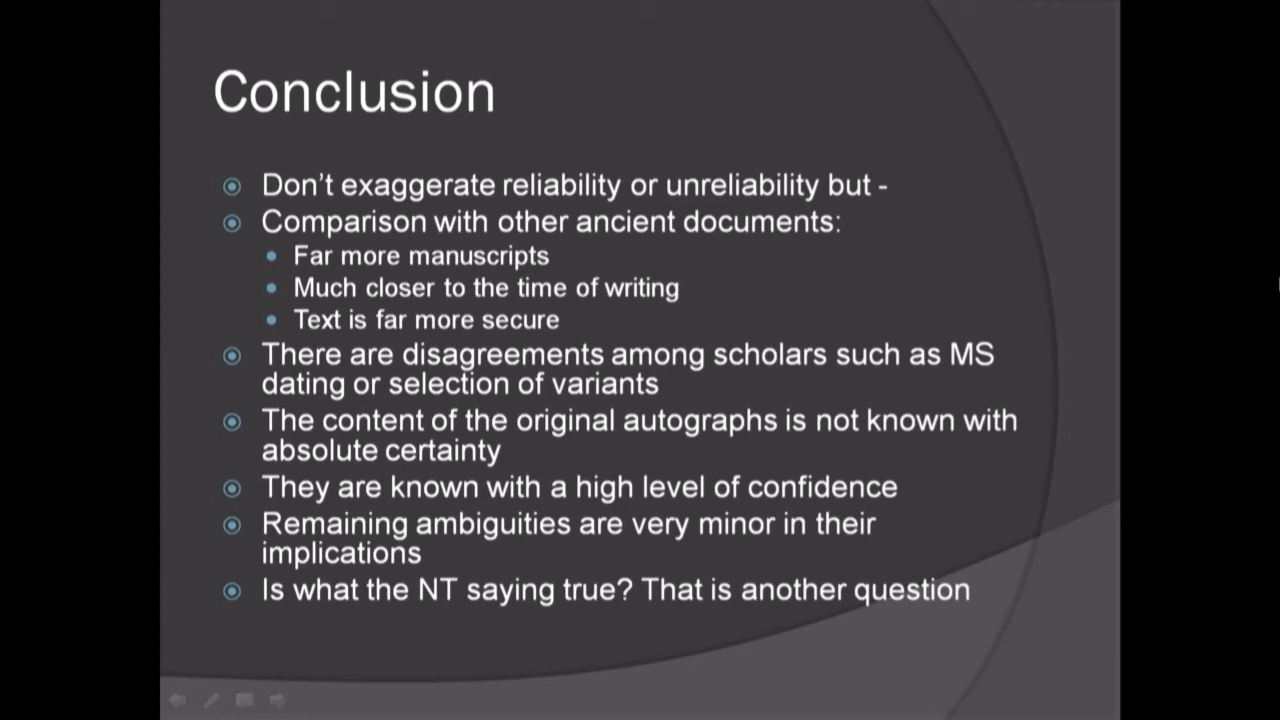 Conclusion
Don't exaggerate reliability or unreliability but -
Comparison with other ancient documents:
Far more manuscripts
Much closer to the time of writing
Text is far more secure
There are disagreements among scholars such as MS
dating or selection of variants
The content of the original autographs is not known with
absolute certainty
They are known with a high level of confidence
Remaining ambiguities are very minor in their
implications
Is what the NT saying true? That is another question